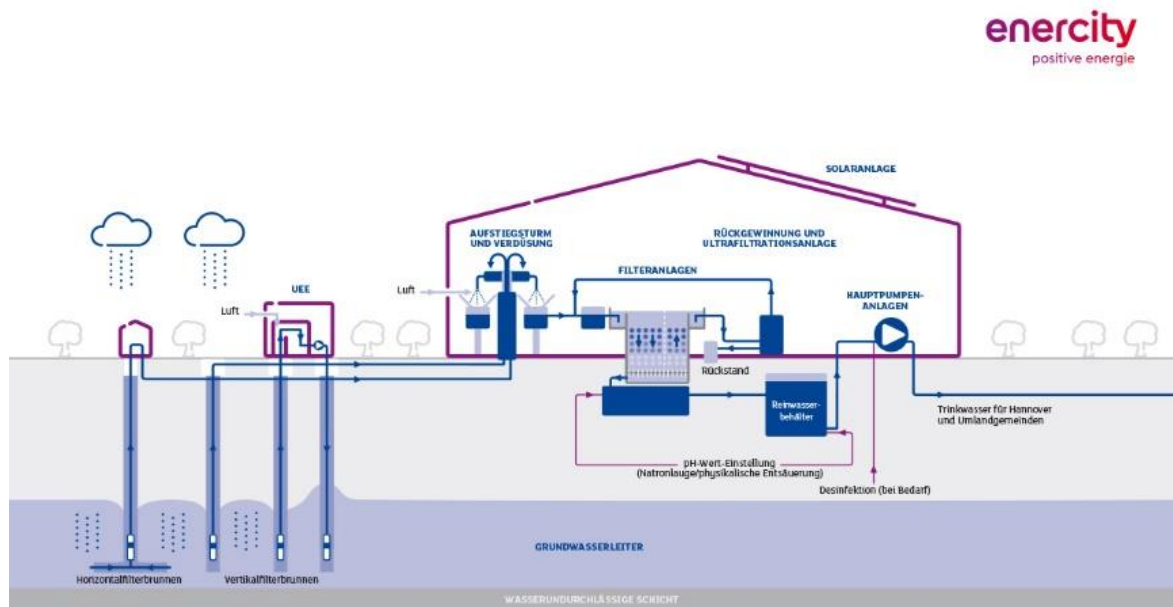 enercity
positive energie
SOLARANLAGE
AUFSTIEGSTURM
UND VERDÜSUNG
RÜCKGEWINNUNG UND
ULTRAFILTRATIONSANLAGE
FILTERANLAGEN
UEE
Luft
Luft
HAUPTPUMPEN-
ANLAGEN
Rückstand
Reinwasser-
behälter
Trinkwasser für Hannover
und Umlandgemeinden
pH-Wert-Einstellung
(Natronlauge/physikalische Entsäuerung)
Desinfektion (bei Bedarf)
GRUNDWASSERLEITER
Horizontalfilterbrunnen
Vertikalfilterbrunnen
WASSERUNDURCHLÄSSIGE SCHICHT